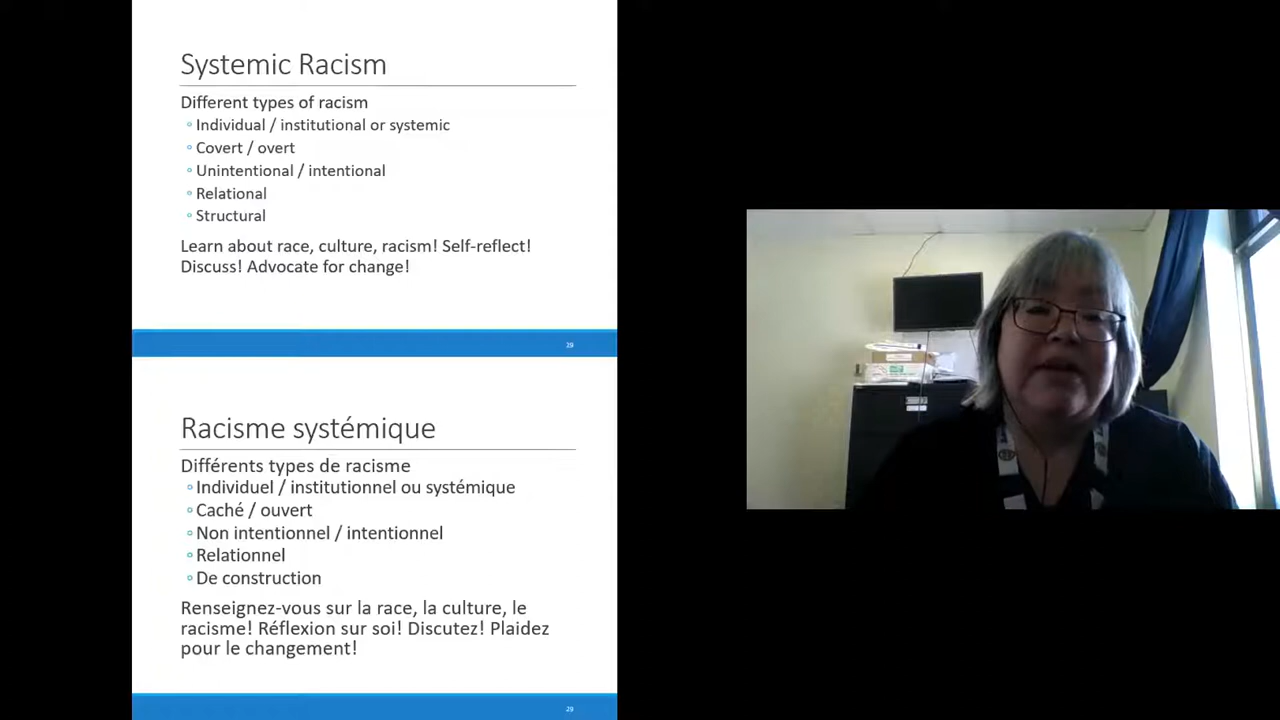 Systemic Racism
Different types of racism
◦ Individual / institutional or systemic
◦ Covert / overt
◦ Unintentional / intentional
◦ Relational
◦ Structural
Learn about race, culture, racism! Self-reflect!
Discuss! Advocate for change!
29
Racisme systémique
Différents types de racisme
◦ Individuel / institutionnel ou systémique
◦ Caché / ouvert
◦ Non intentionnel / intentionnel
◦ Relationnel
◦ De construction
Renseignez-vous sur la race, la culture, le
racisme! Réflexion sur soi! Discutez! Plaidez
pour le changement!
29